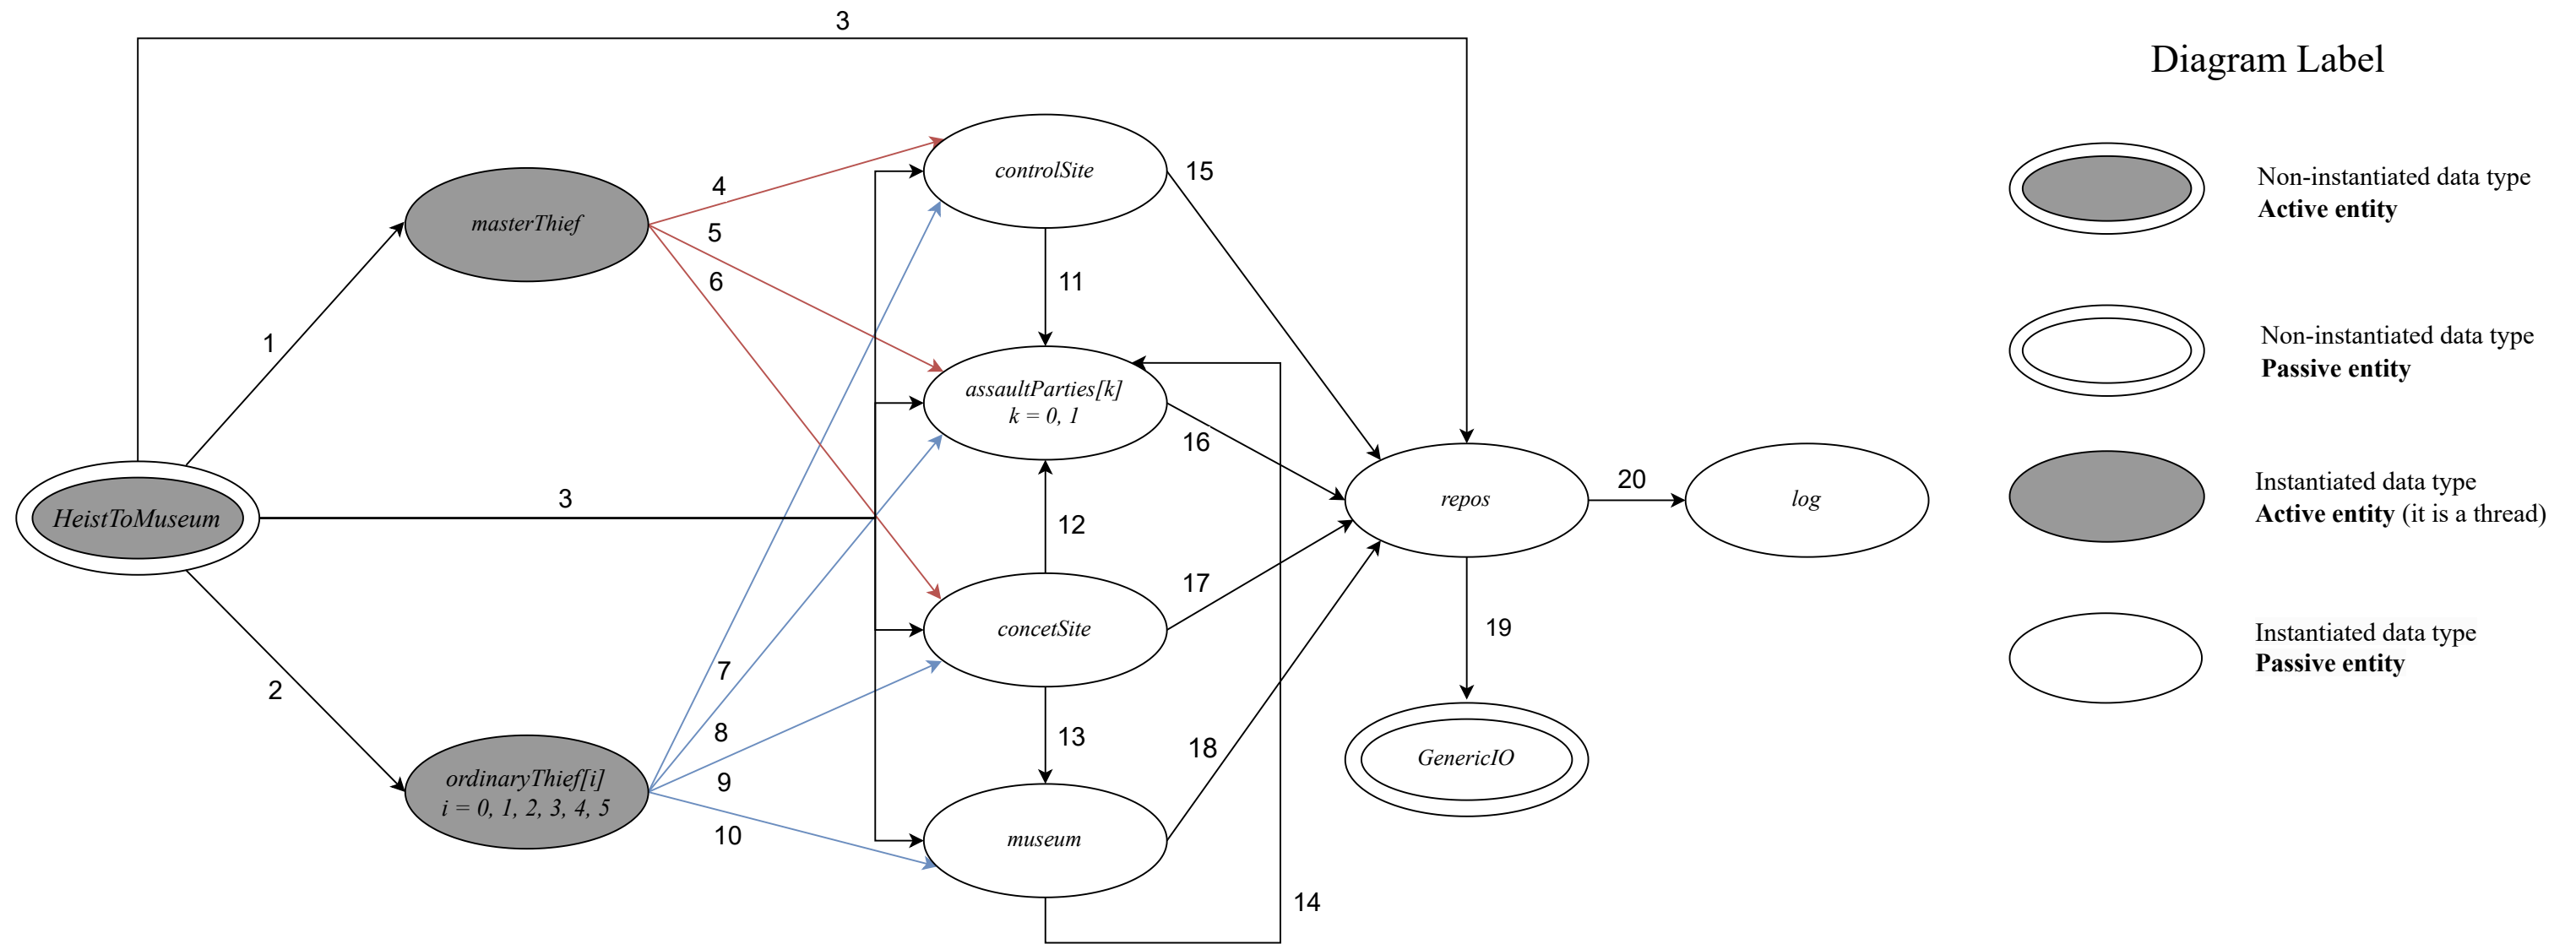 3
Diagram Label
controlSite
15
Non-instantiated data type
Active entity
4
masterThief
5
6
11
1
Non-instantiated data type
Passive entity
assaultParties[k]
k = 0, 1
16
Instantiated data type
Active entity (it is a thread)
3
HeistToMuseum
repos
20
log
12
17
concetSite
19
Instantiated data type
Passive entity
7
2
8
13
18
9
ordinaryThief[i]
i = 0, 1, 2, 3, 4, 5
GenericIO
10
museum
14